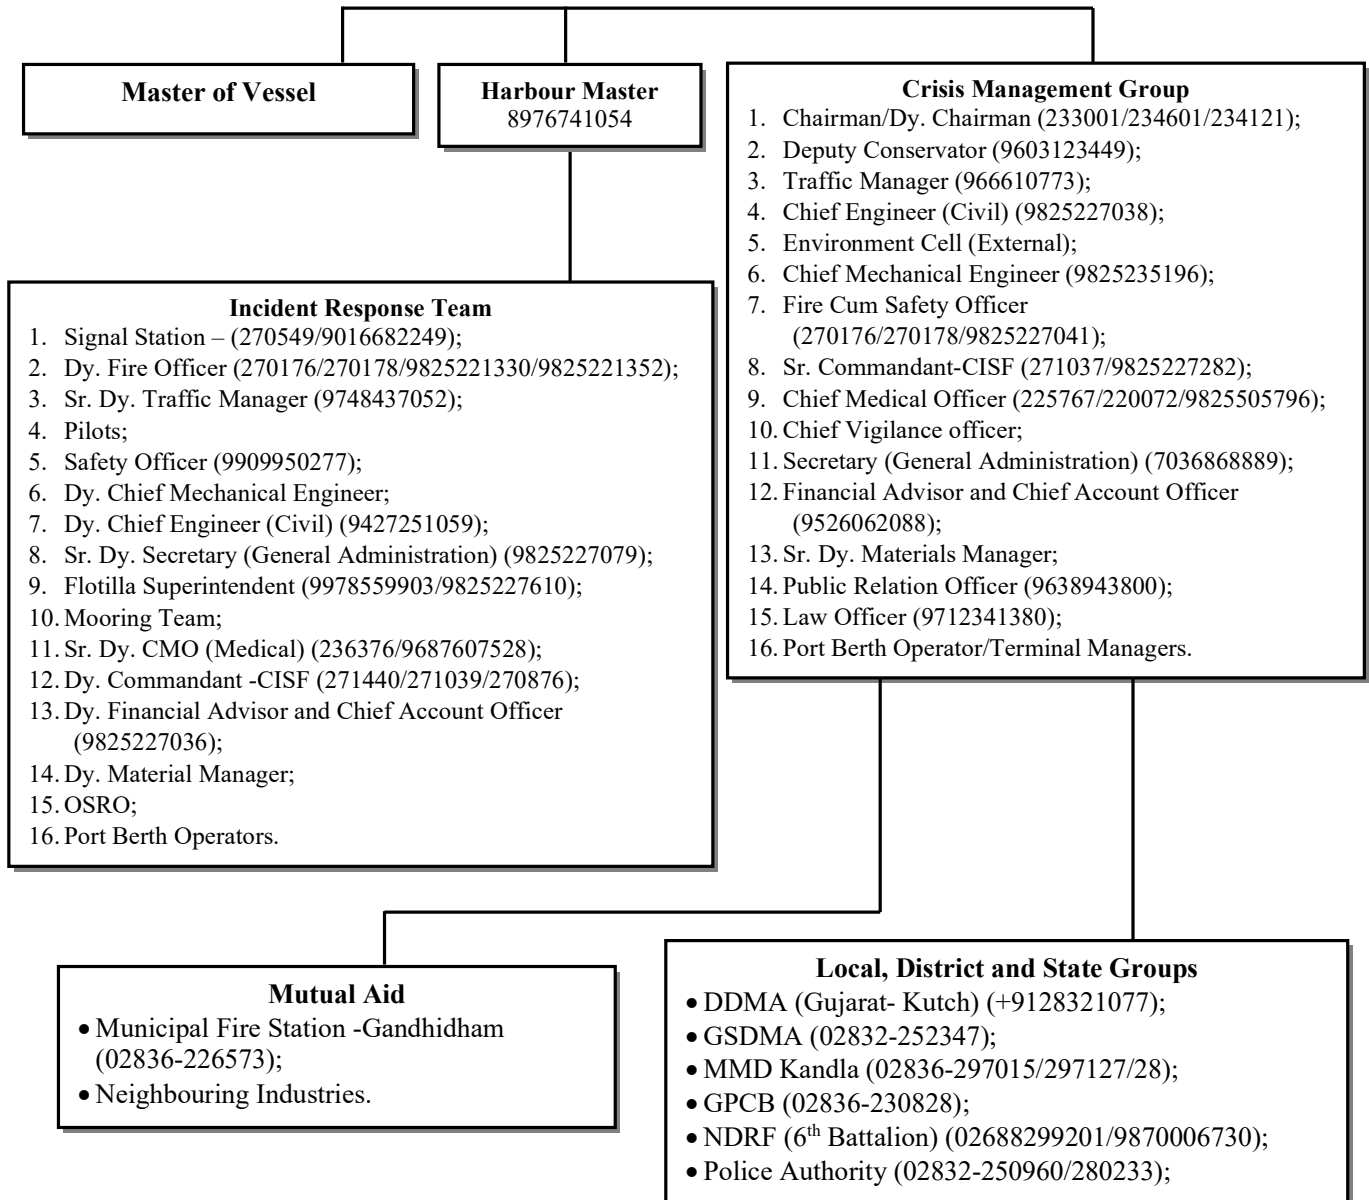 Master of Vessel
Harbour Master
8976741054
Crisis Management Group
1. Chairman/Dy. Chairman (233001/234601/234121);
2. Deputy Conservator (9603123449);
3. Traffic Manager (966610773);
4. Chief Engineer (Civil) (9825227038);
5. Environment Cell (External);
6. Chief Mechanical Engineer (9825235196);
7. Fire Cum Safety Officer
(270176/270178/9825227041);
8. Sr. Commandant-CISF (271037/9825227282);
9. Chief Medical Officer (225767/220072/9825505796);
10. Chief Vigilance officer;
11. Secretary (General Administration) (7036868889);
12. Financial Advisor and Chief Account Officer
(9526062088);
13. Sr. Dy. Materials Manager;
14. Public Relation Officer (9638943800);
15. Law Officer (9712341380);
16. Port Berth Operator/Terminal Managers.
Incident Response Team
1. Signal Station – (270549/9016682249);
2. Dy. Fire Officer (270176/270178/9825221330/9825221352);
3. Sr. Dy. Traffic Manager (9748437052);
4. Pilots;
5. Safety Officer (9909950277);
6. Dy. Chief Mechanical Engineer;
7. Dy. Chief Engineer (Civil) (9427251059);
8. Sr. Dy. Secretary (General Administration) (9825227079);
9. Flotilla Superintendent (9978559903/9825227610);
10. Mooring Team;
11. Sr. Dy. CMO (Medical) (236376/9687607528);
12. Dy. Commandant -CISF (271440/271039/270876);
13. Dy. Financial Advisor and Chief Account Officer
(9825227036);
14. Dy. Material Manager;
15. OSRO;
16. Port Berth Operators.
Mutual Aid
• Municipal Fire Station -Gandhidham
(02836-226573);
• Neighbouring Industries.
Local, District and State Groups
• DDMA (Gujarat- Kutch) (+9128321077);
• GSDMA (02832-252347);
• MMD Kandla (02836-297015/297127/28);
• GPCB (02836-230828);
• NDRF (6th Battalion) (02688299201/9870006730);
• Police Authority (02832-250960/280233);